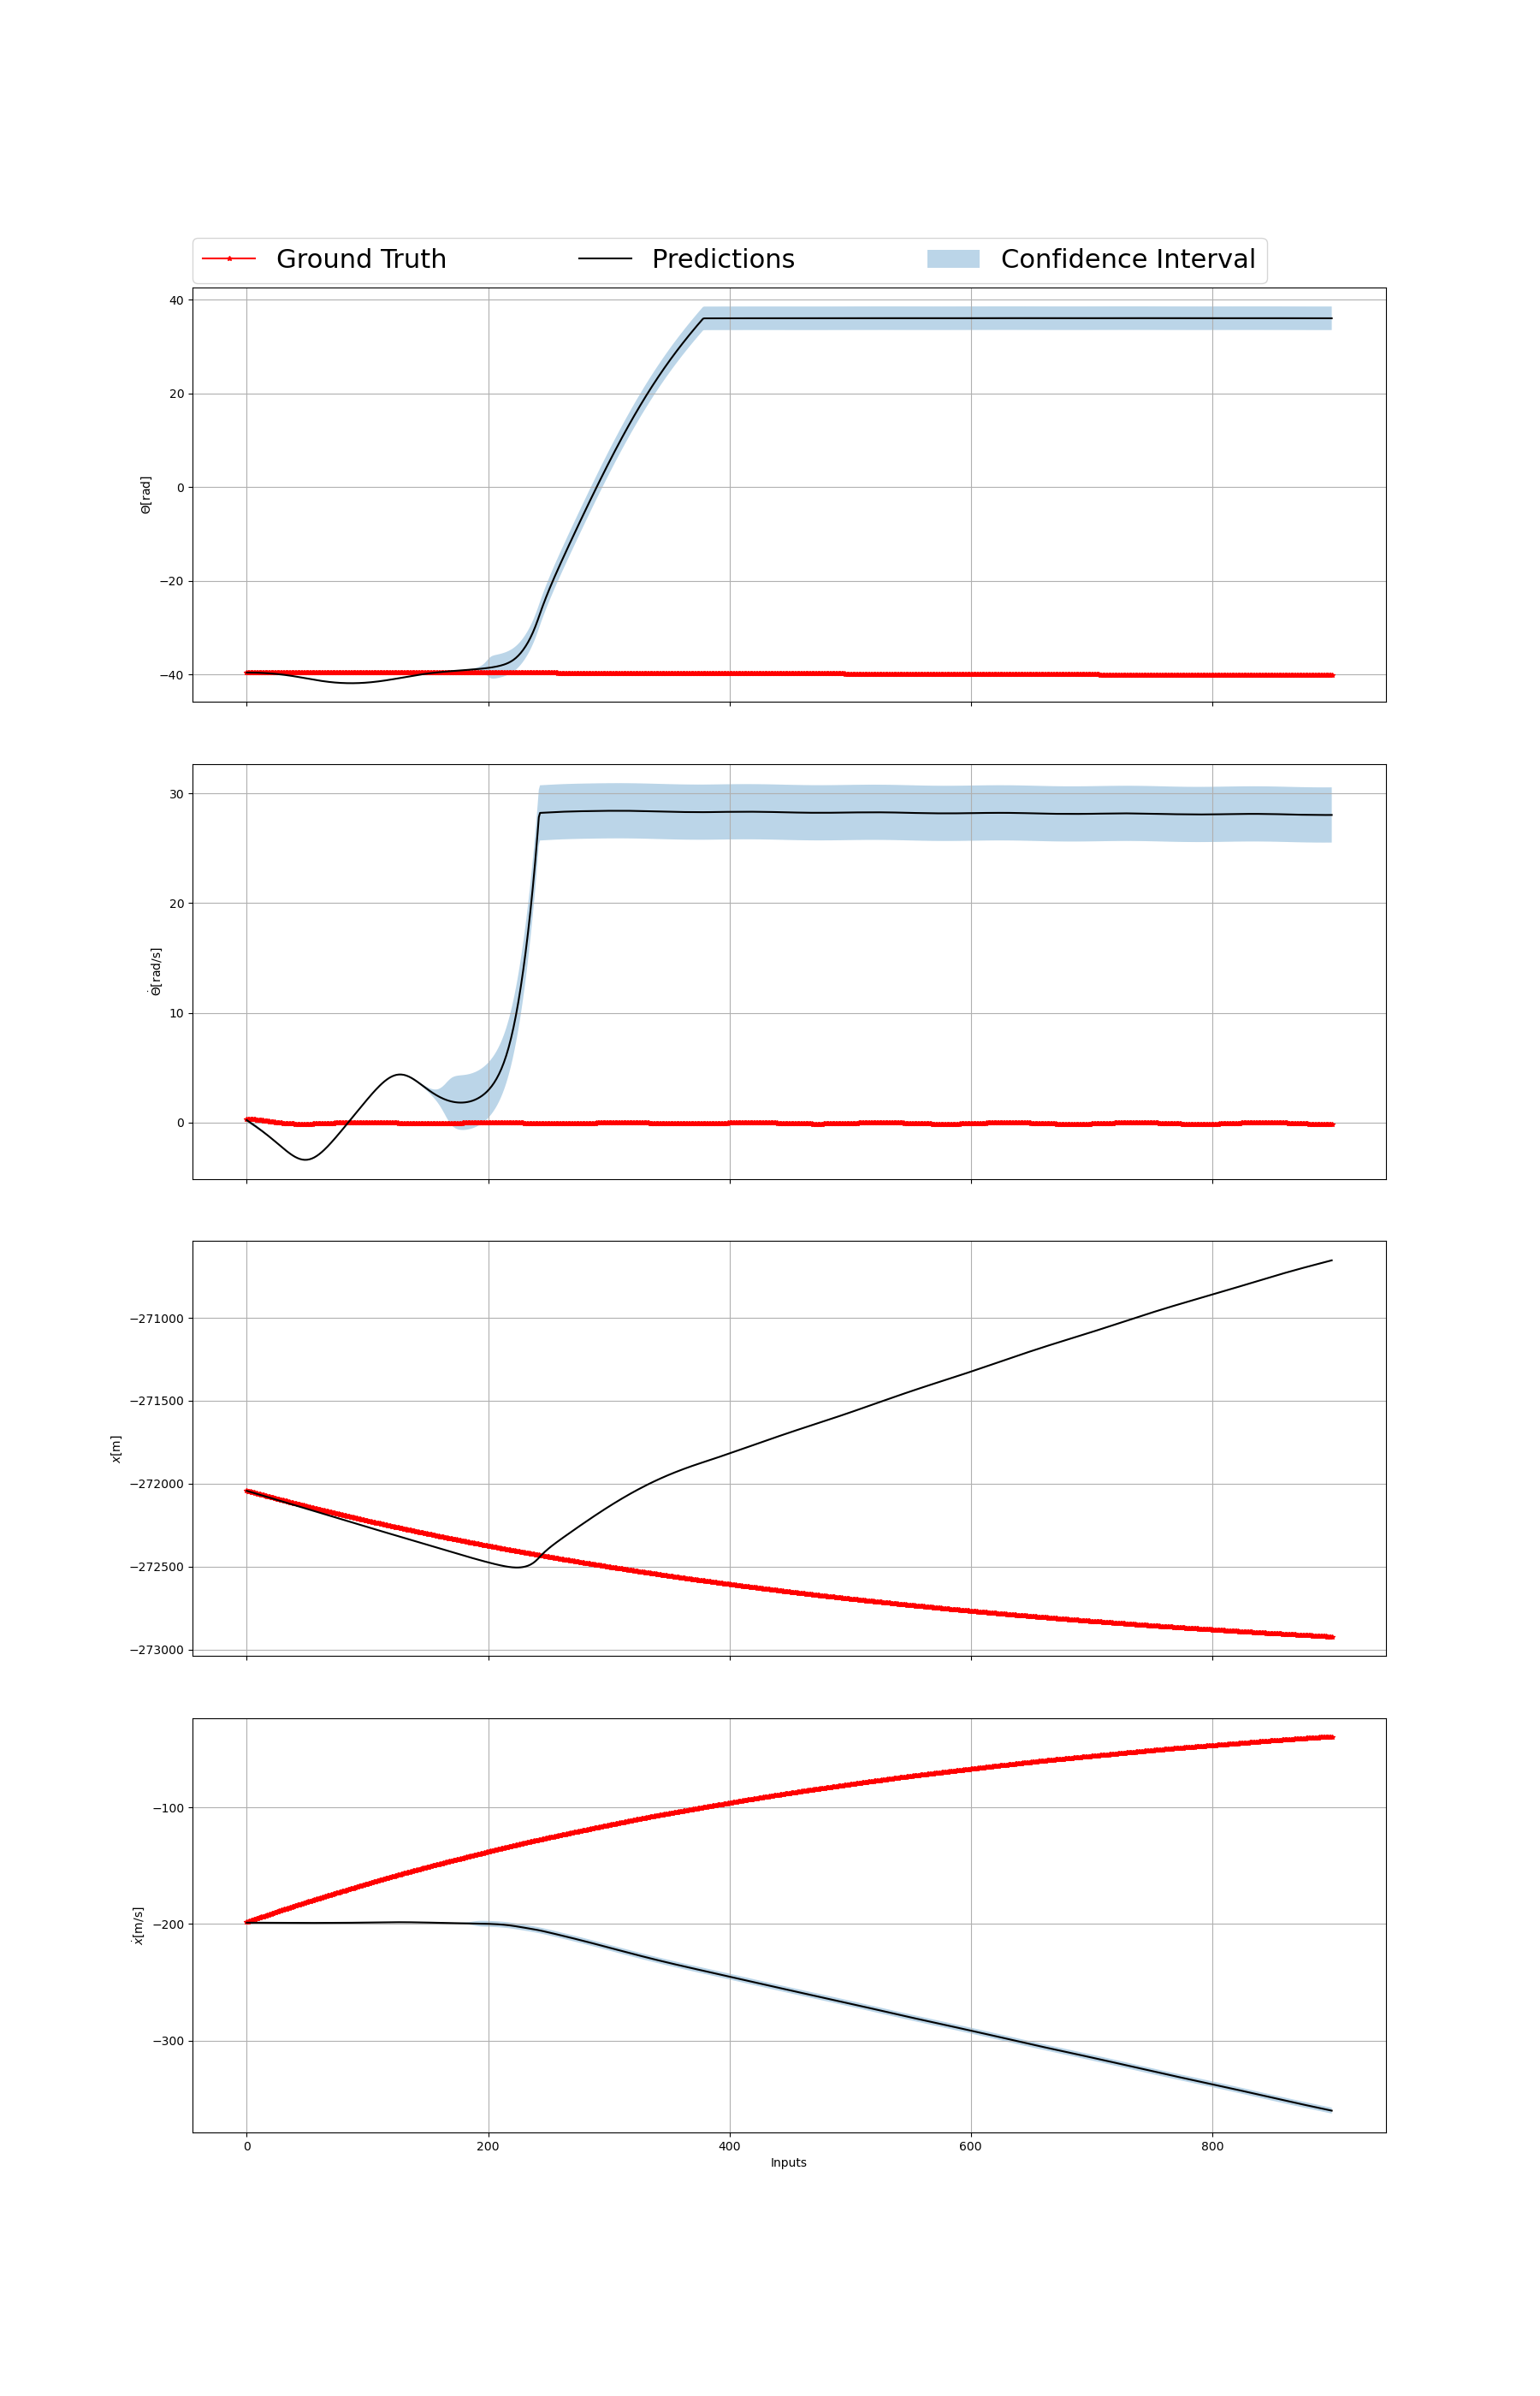 Ground Truth Predictions Confidence Interval
40
20
0
−20
−40
Θ[rad]
30
20
10
0
Θ̇[rad/s]
−271000
−271500
−272000
−272500
−273000
x[m]
−100
−200
−300
ẋ[m/s]
0 200 400 600 800
Inputs